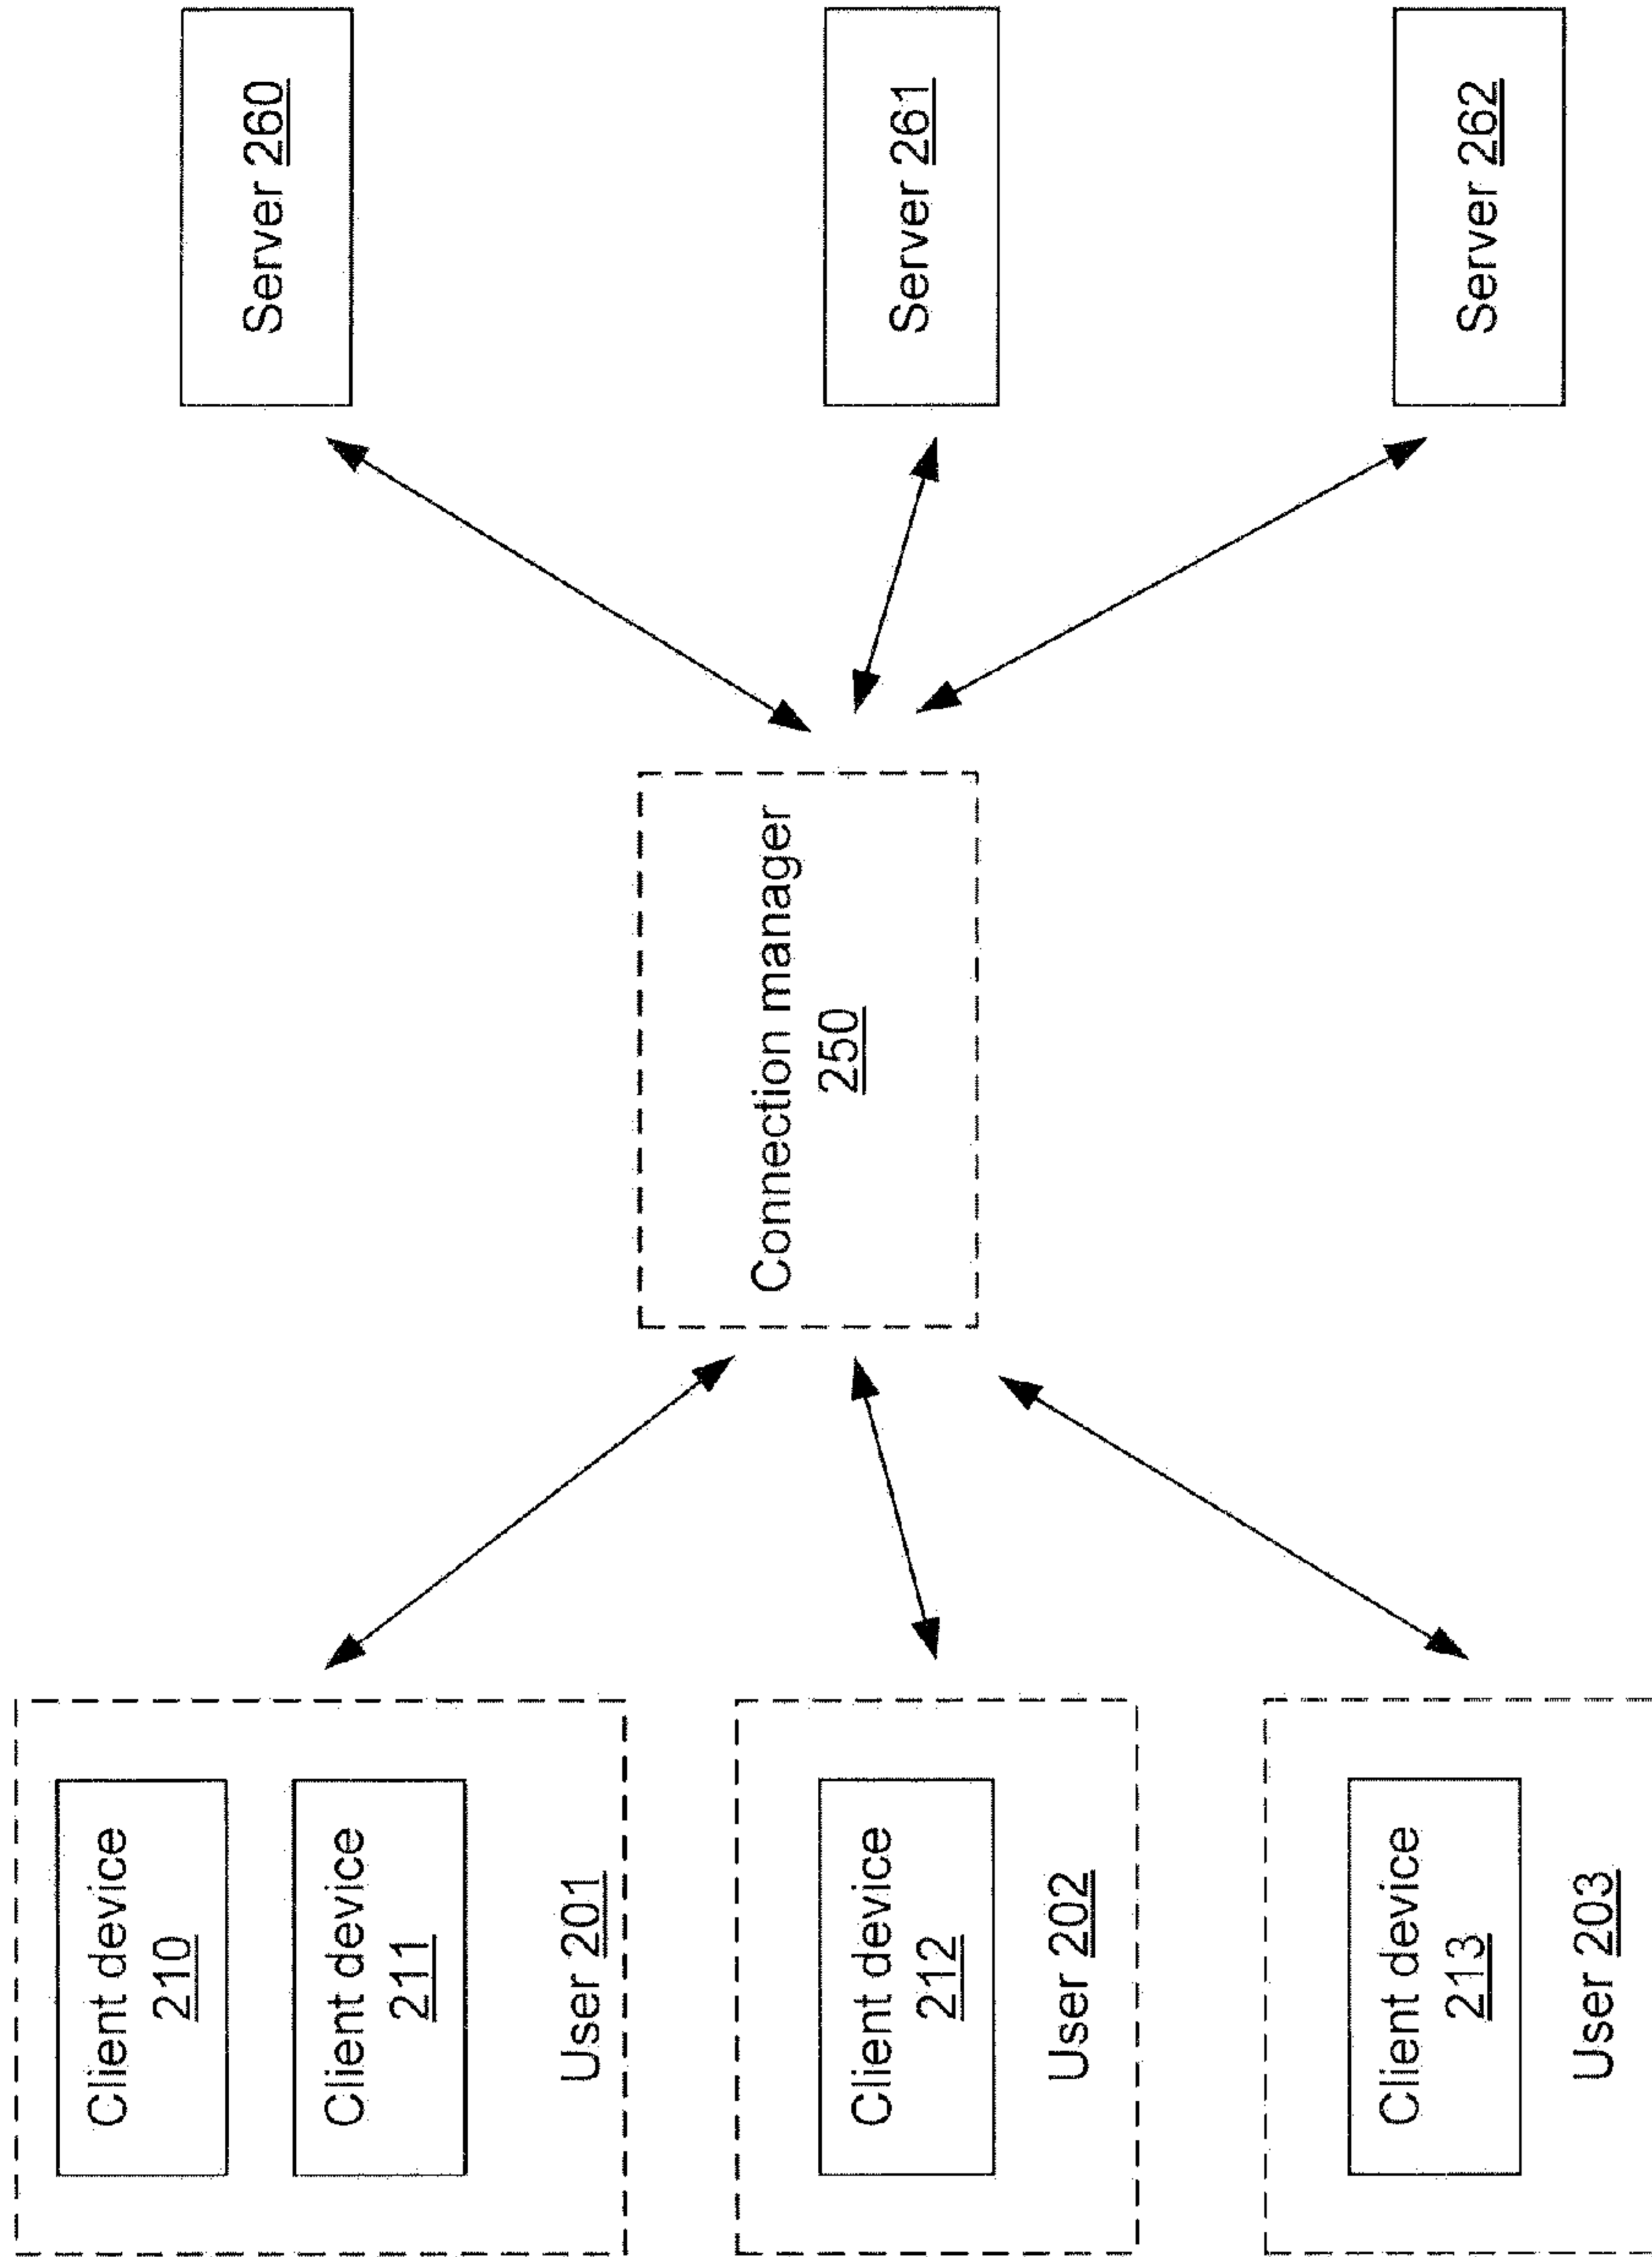 Client device
210
Client device
211
User 201
Client device
212
User 202
Client device
213
User 203
Connection manager
250
Server 260
Server 261
Server 262